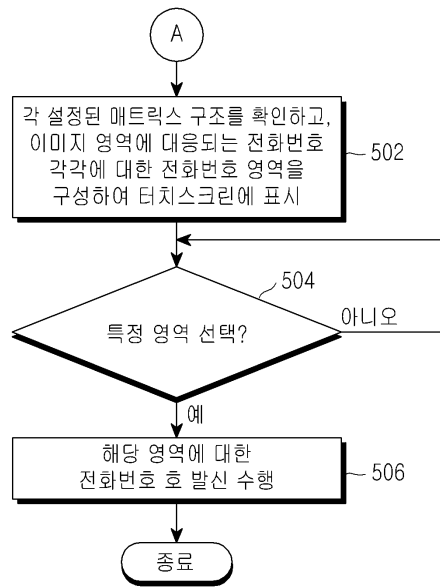 A
각 설정된 매트릭스 구조를 확인하고,
이미지 영역에 대응되는 전화번호
각각에 대한 전화번호 영역을
구성하여 터치스크린에 표시
502
504
특정 영역 선택?
아니오
예
해당 영역에 대한
전화번호 호 발신 수행
506
종료